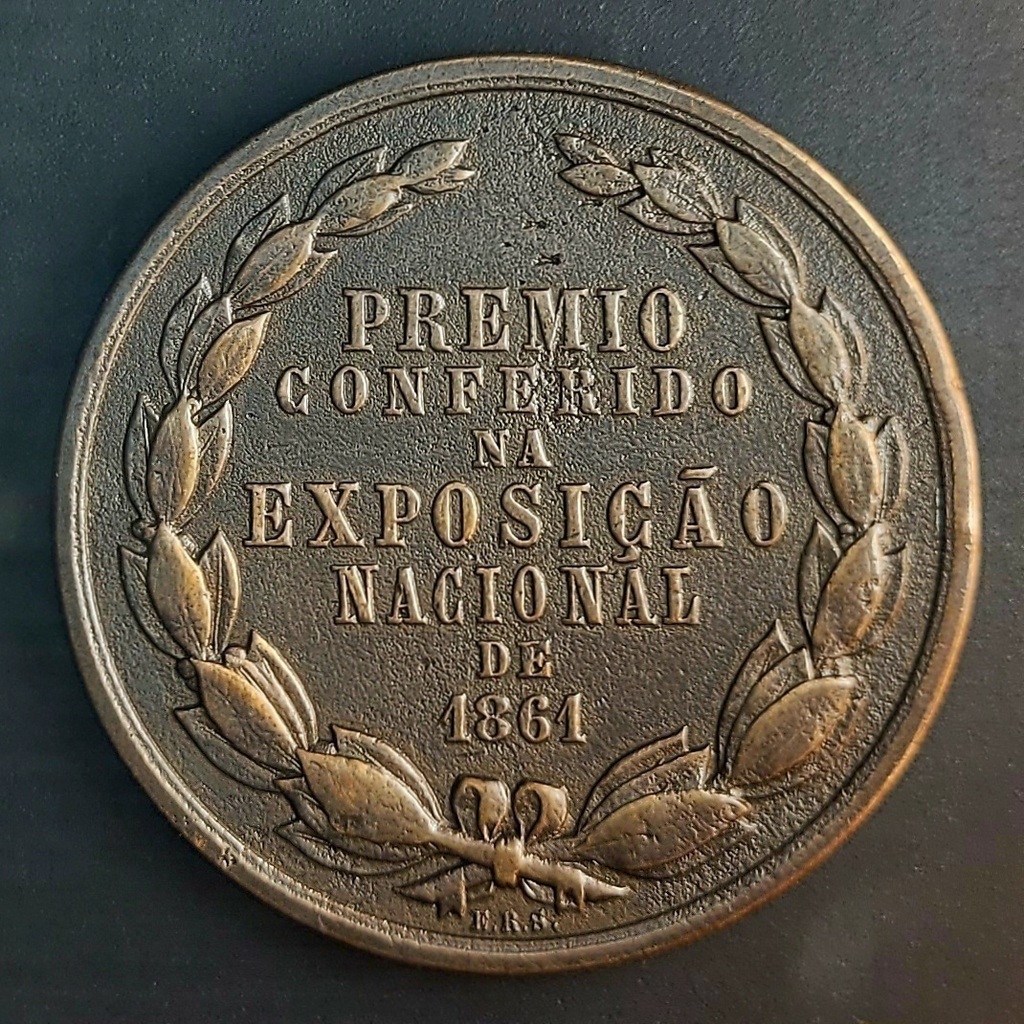 PREMIO
CONFERIDO
NA
EXPOSIÇÃO
NACIONAL
DE
1861
F.R.S.